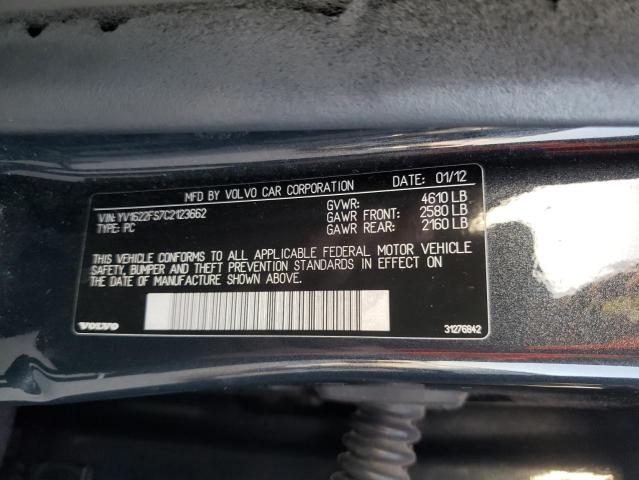 MFD BY VOLVO CAR CORPORATION DATE: 01/12
VIN: YV1622FS7C2123662 GVWR: 4610 LB
TYPE: PC GAWR FRONT: 2580 LB
GAWR REAR: 2160 LB
THIS VEHICLE CONFORMS TO ALL APPLICABLE FEDERAL MOTOR VEHICLE
SAFETY, BUMPER AND THEFT PREVENTION STANDARDS IN EFFECT ON
THE DATE OF MANUFACTURE SHOWN ABOVE.
VOLVO 31276842